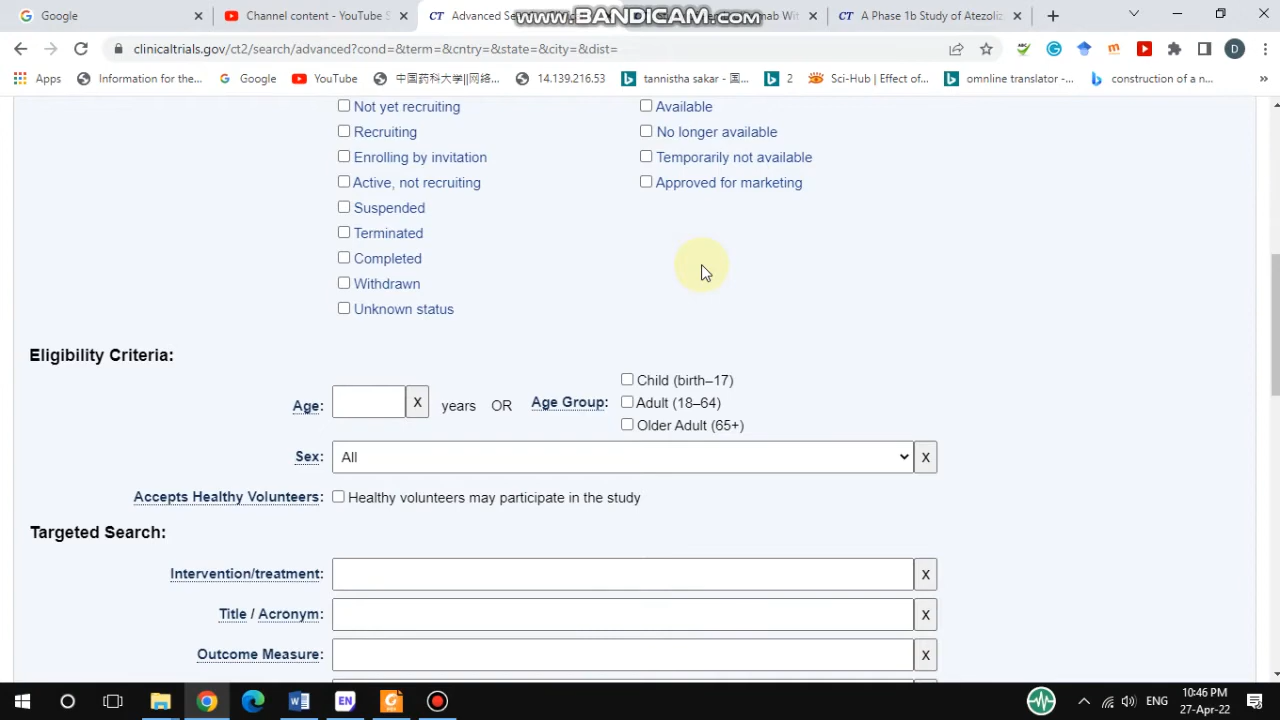 Google
Channel content - YouTube S
CT Advanced Se
www.BANDICAM.com
ab Wit
CT A Phase 1b Study of Atezoliz
clinicaltrials.gov/ct2/search/advanced?cond=&term=&cntry=&state=&city=&dist=
D
Apps
Information for the...
Google
YouTube
中国药科大学||网络...
14.139.216.53
tannistha sakar - 国...
2
Sci-Hub | Effect of...
omnline translator -...
construction of a n...
»
Not yet recruiting
Available
Recruiting
No longer available
Enrolling by invitation
Temporarily not available
Active, not recruiting
Approved for marketing
Suspended
Terminated
Completed
Withdrawn
Unknown status
Eligibility Criteria:
Age: X years OR Age Group:
Child (birth–17)
Adult (18–64)
Older Adult (65+)
Sex: All X
Accepts Healthy Volunteers: Healthy volunteers may participate in the study
Targeted Search:
Intervention/treatment: X
Title / Acronym: X
Outcome Measure: X
W
EN
ENG
10:46 PM
27-Apr-22